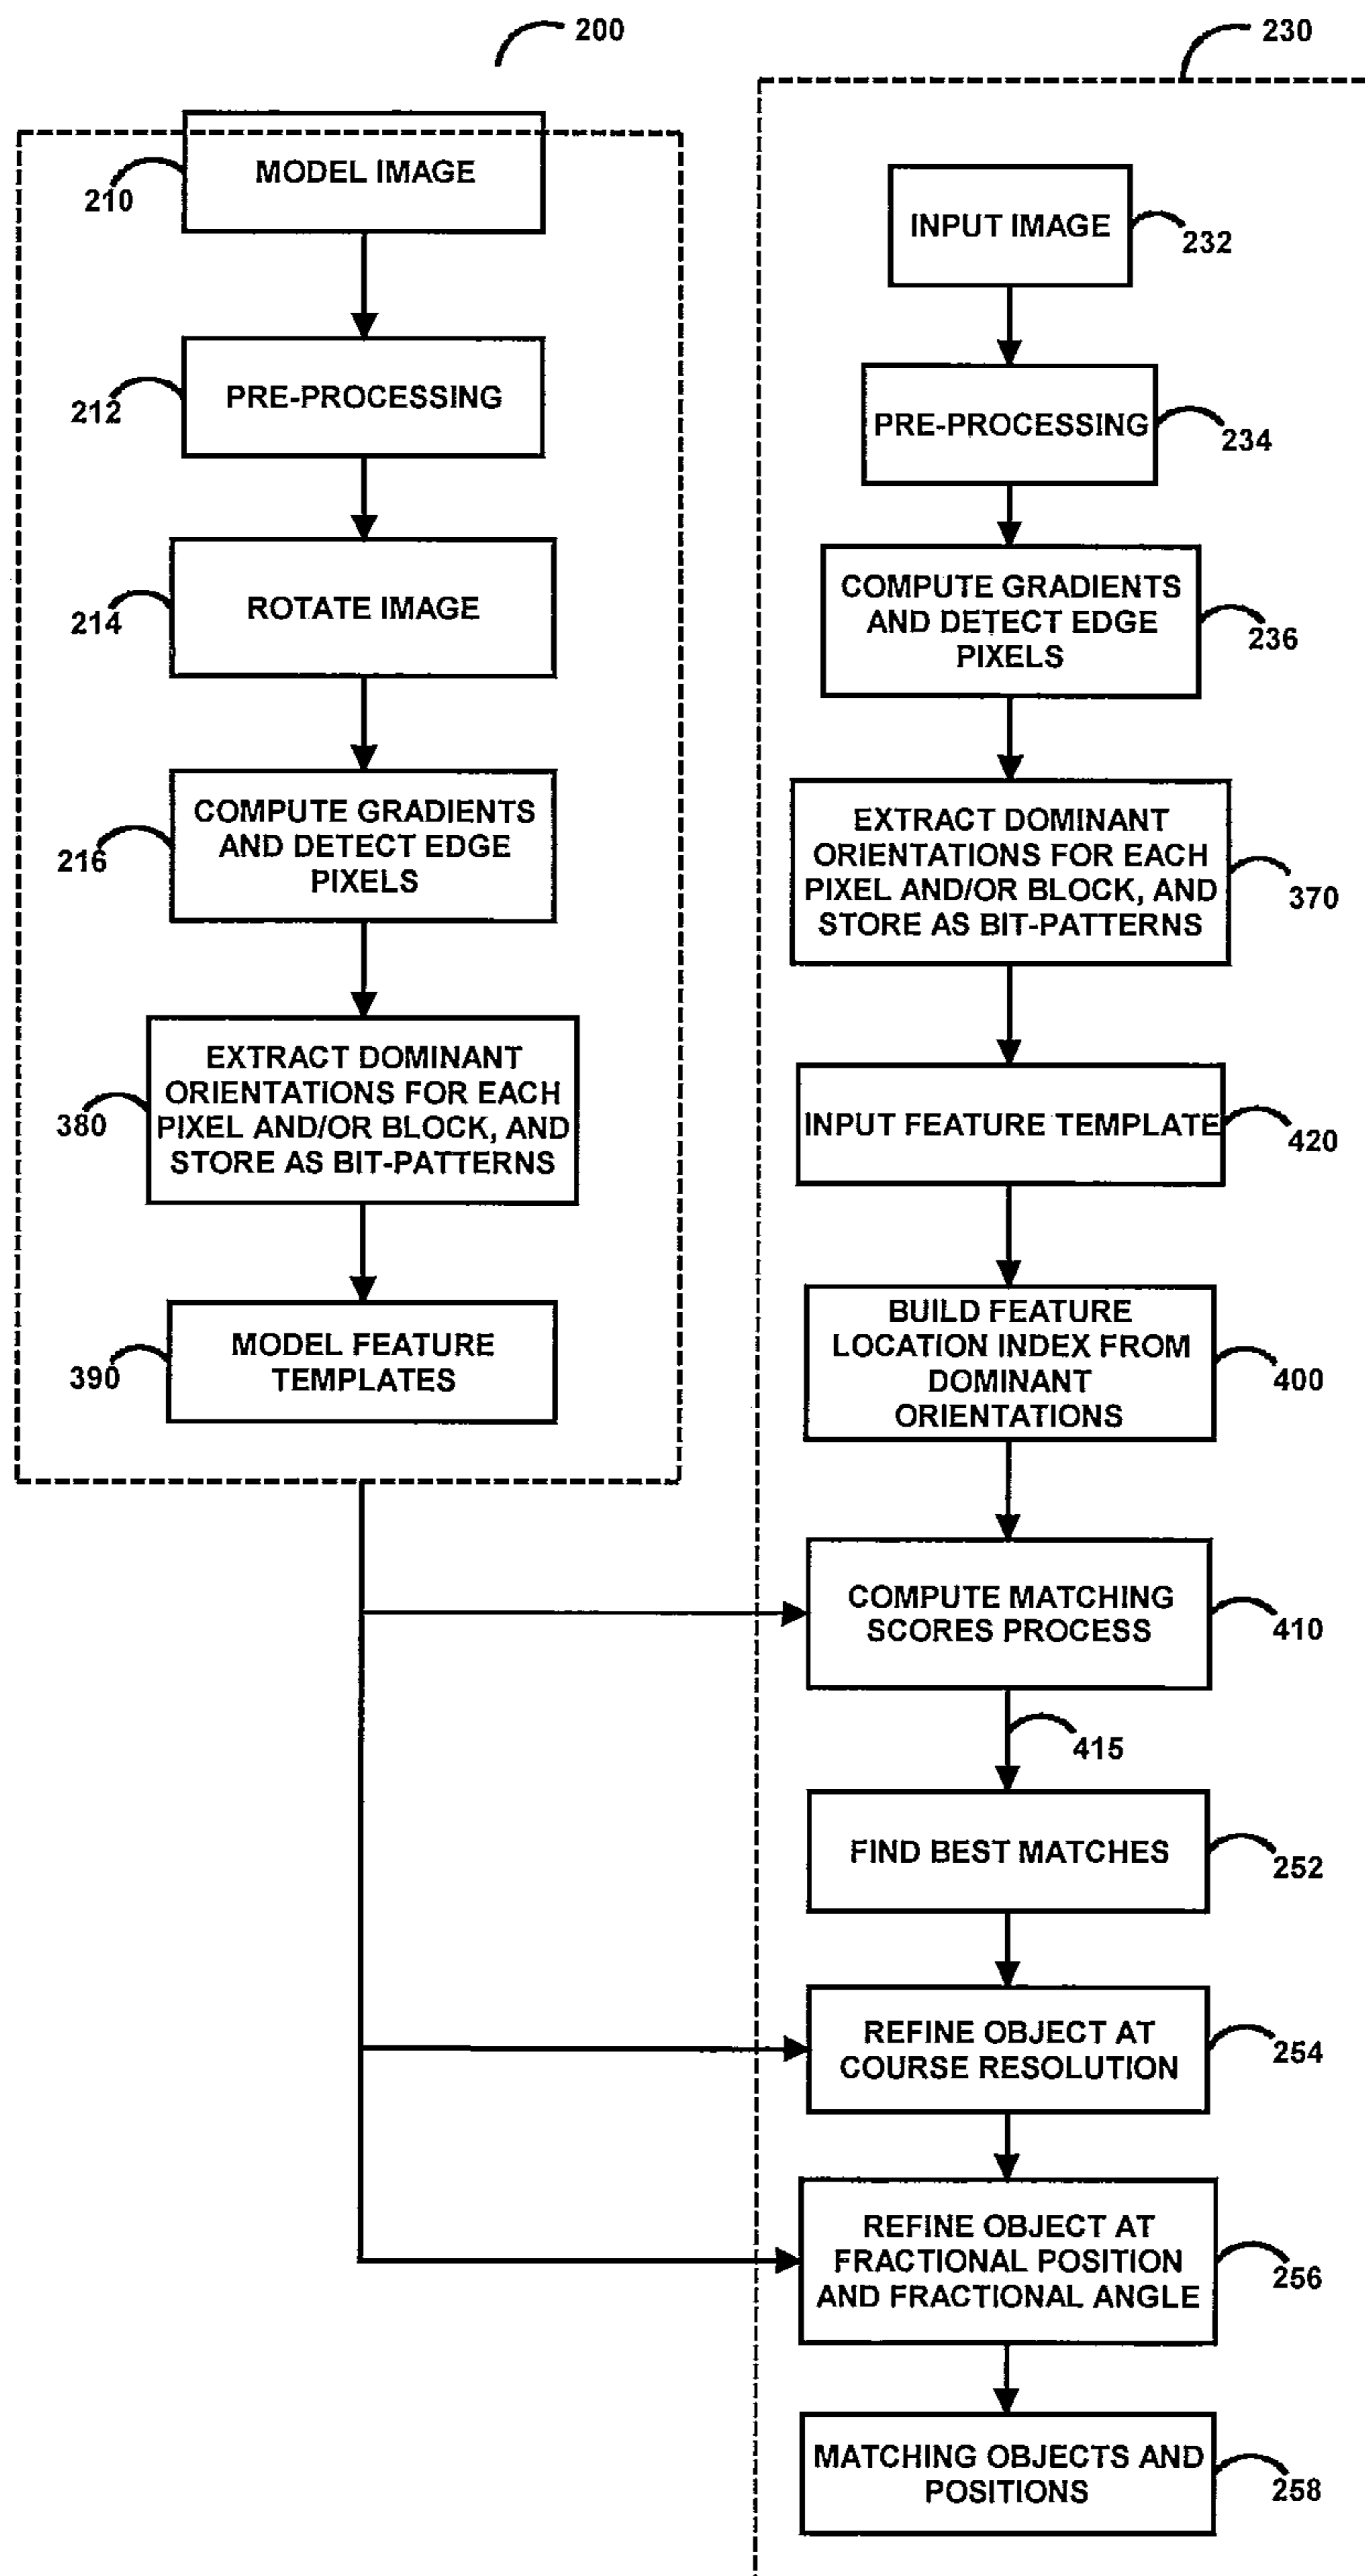 200
210
MODEL IMAGE
212
PRE-PROCESSING
214
ROTATE IMAGE
216
COMPUTE GRADIENTS
AND DETECT EDGE
PIXELS
380
EXTRACT DOMINANT
ORIENTATIONS FOR EACH
PIXEL AND/OR BLOCK, AND
STORE AS BIT-PATTERNS
390
MODEL FEATURE
TEMPLATES
230
INPUT IMAGE
232
PRE-PROCESSING
234
COMPUTE GRADIENTS
AND DETECT EDGE
PIXELS
236
EXTRACT DOMINANT
ORIENTATIONS FOR EACH
PIXEL AND/OR BLOCK, AND
STORE AS BIT-PATTERNS
370
INPUT FEATURE TEMPLATE
420
BUILD FEATURE
LOCATION INDEX FROM
DOMINANT
ORIENTATIONS
400
COMPUTE MATCHING
SCORES PROCESS
410
415
FIND BEST MATCHES
252
REFINE OBJECT AT
COURSE RESOLUTION
254
REFINE OBJECT AT
FRACTIONAL POSITION
AND FRACTIONAL ANGLE
256
MATCHING OBJECTS AND
POSITIONS
258